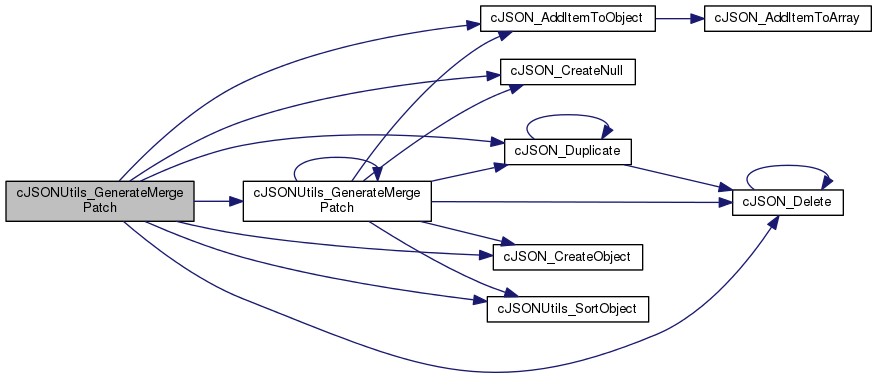 cJSON_AddItemToObject
cJSON_AddItemToArray
cJSON_CreateNull
cJSON_Duplicate
cJSONUtils_GenerateMerge
Patch
cJSONUtils_GenerateMerge
Patch
cJSON_Delete
cJSON_CreateObject
cJSONUtils_SortObject